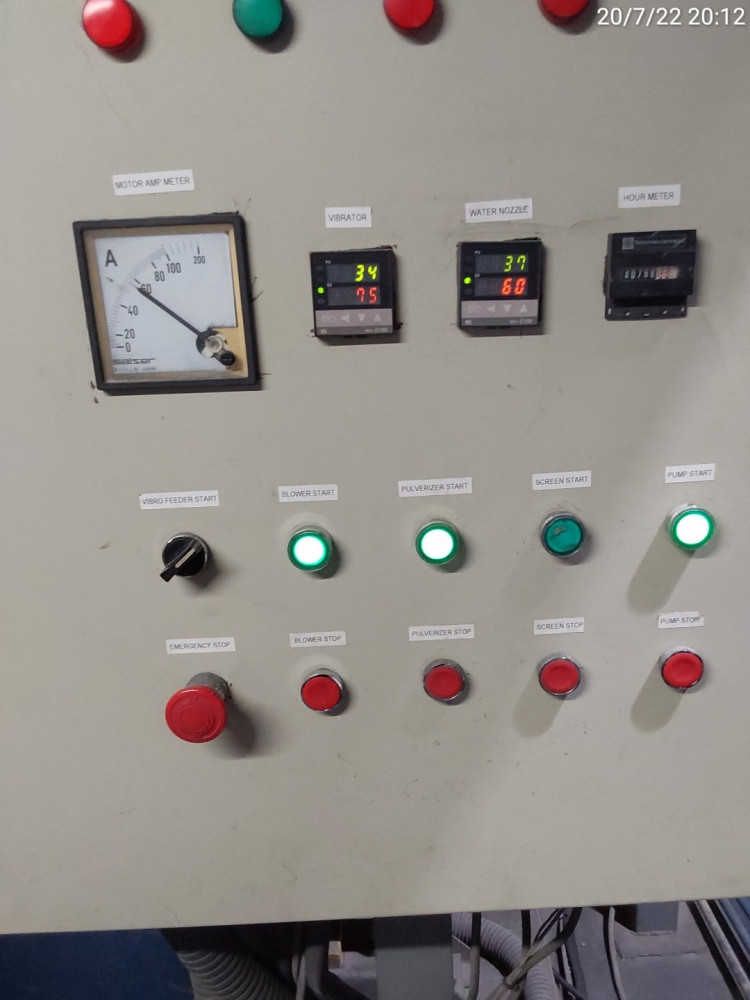 20/7/22 20:12
MOTOR AMP METER
VIBRATOR
WATER NOZZLE
HOUR METER
A
0
20
40
60
80
100
200
PV
34
75
37
60
VIBRO FEEDER START
BLOWER START
PULVERIZER START
SCREEN START
PUMP START
EMERGENCY STOP
BLOWER STOP
PULVERIZER STOP
SCREEN STOP
PUMP STOP